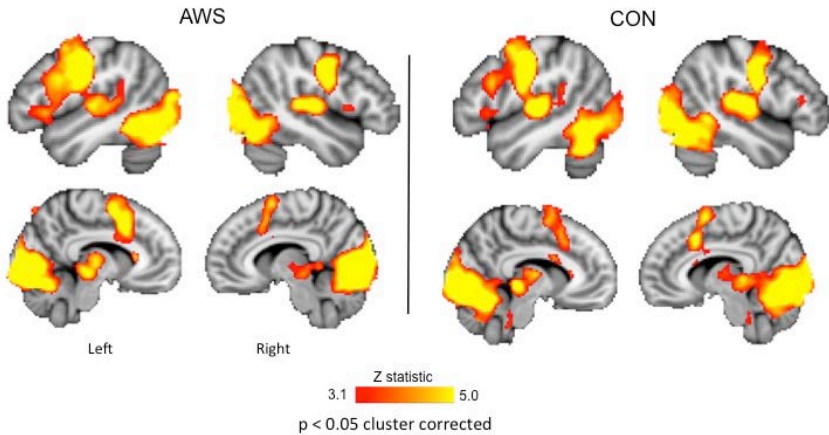 AWS
CON
Left
Right
Z statistic
3.1
5.0
p < 0.05 cluster corrected